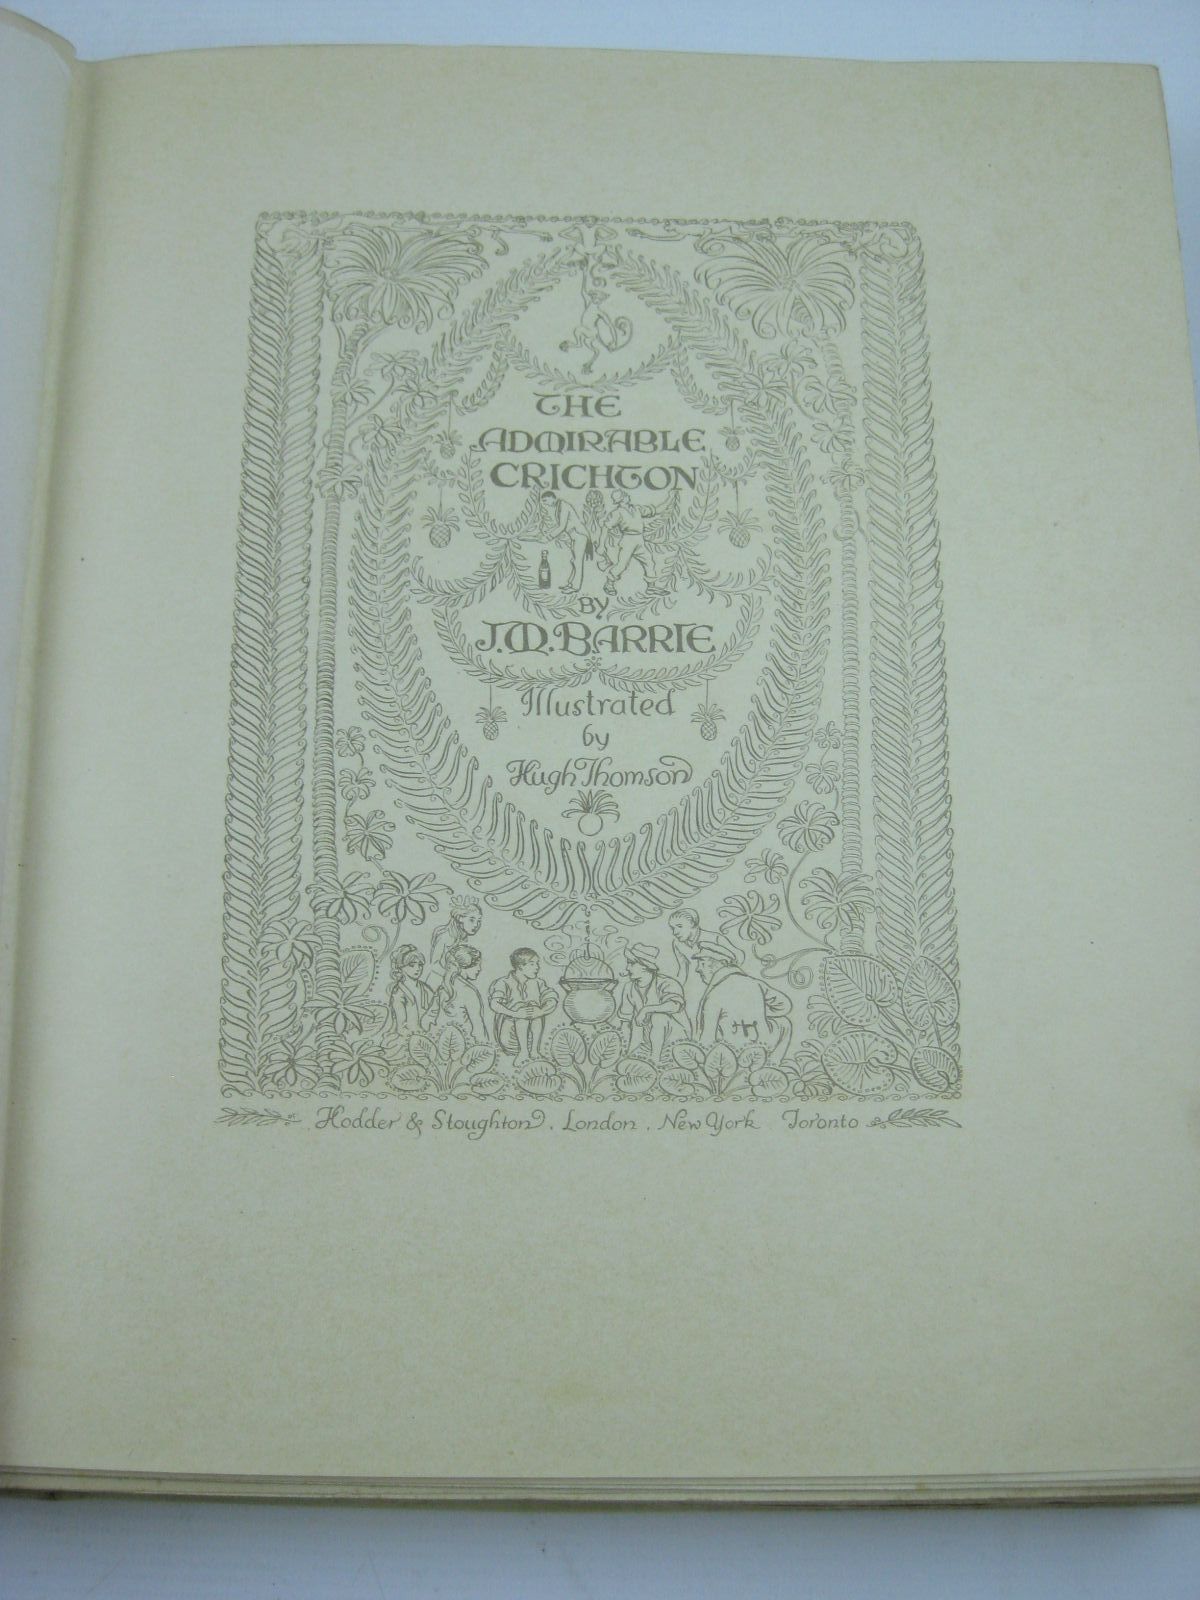 THE
ADMIRABLE
CRICHTON
BY
J.M. BARRIE
Illustrated
by
Hugh Thomson
Hodder & Stoughton. London. New York Toronto